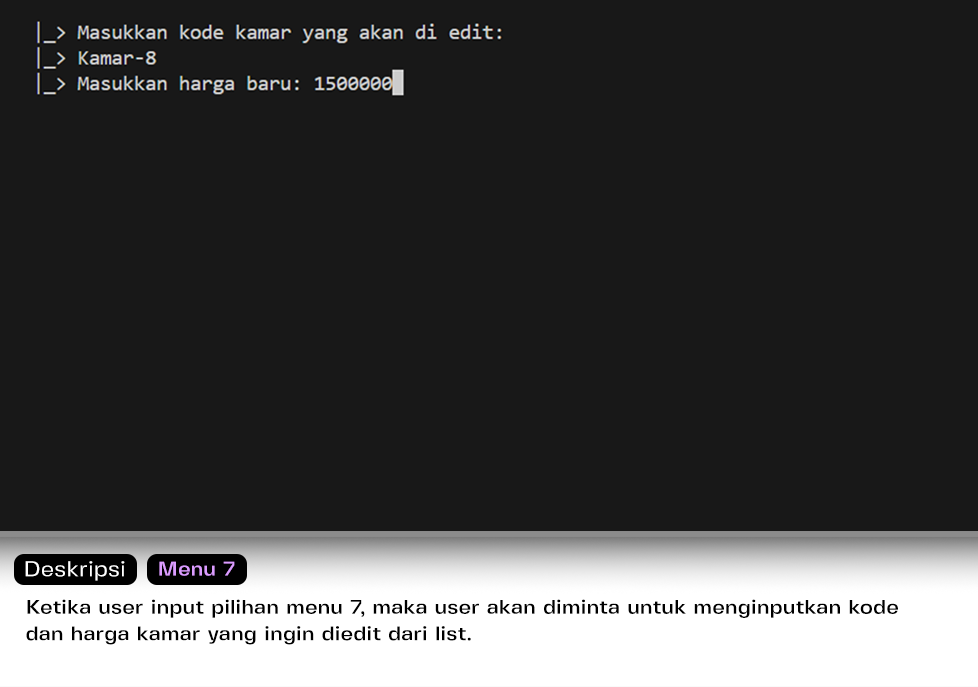 |_> Masukkan kode kamar yang akan di edit:
|_> Kamar-8
|_> Masukkan harga baru: 1500000
Deskripsi Menu 7
Ketika user input pilihan menu 7, maka user akan diminta untuk menginputkan kode
dan harga kamar yang ingin diedit dari list.